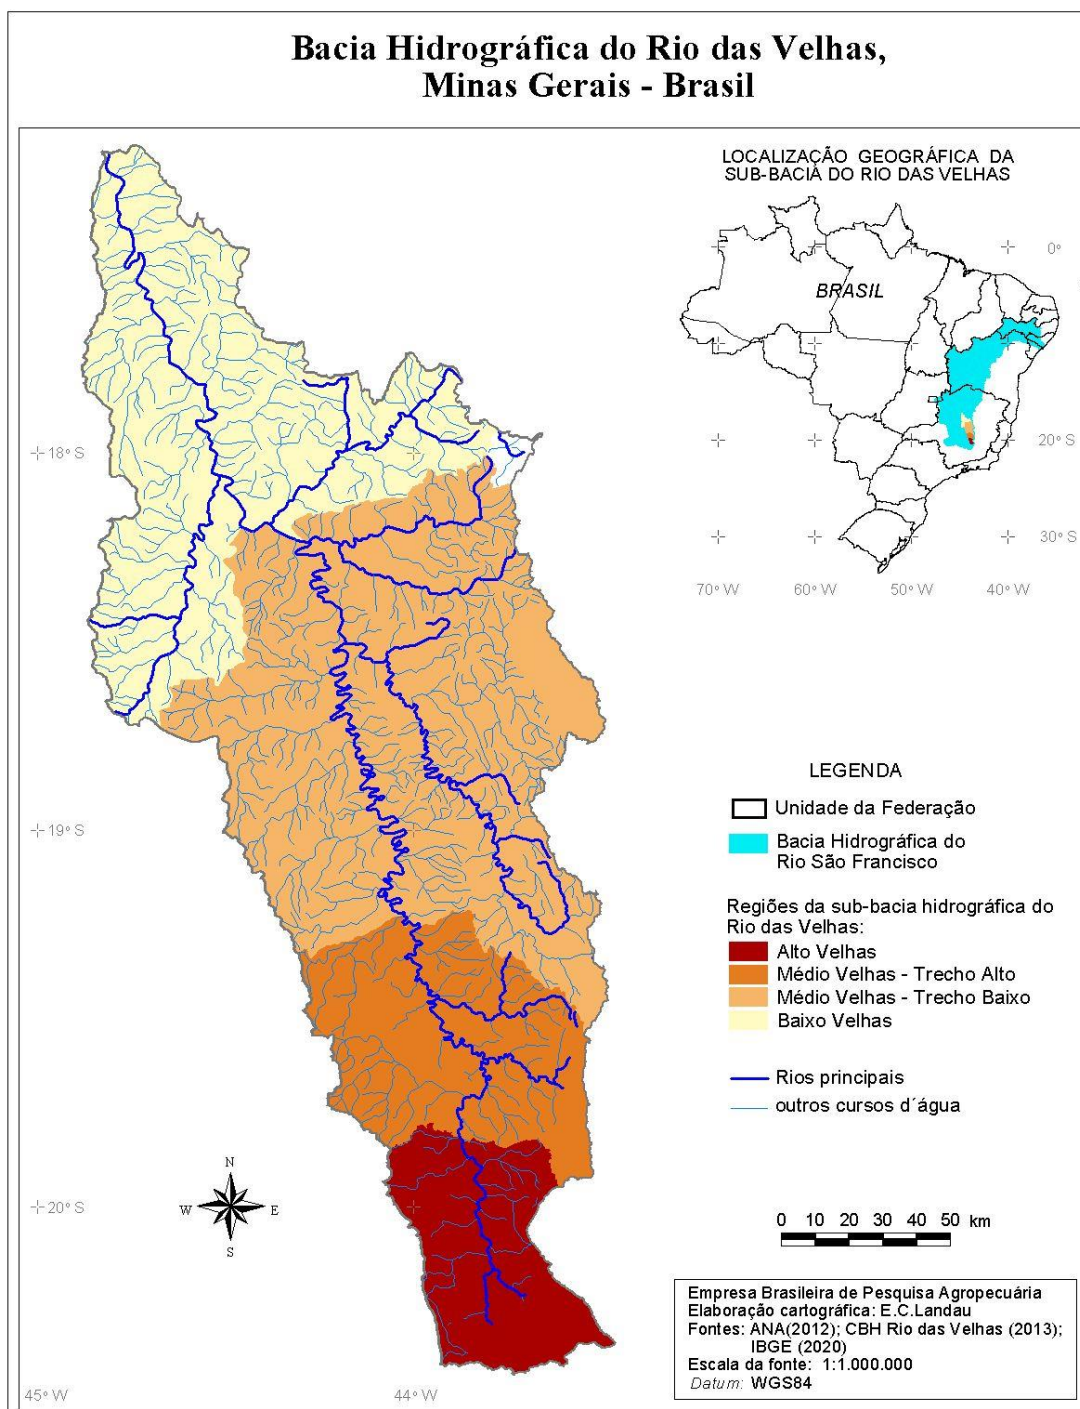 Bacia Hidrográfica do Rio das Velhas,
Minas Gerais - Brasil
LOCALIZAÇÃO GEOGRÁFICA DA
SUB-BACIA DO RIO DAS VELHAS
0°
BRASIL
20° S
30° S
70° W
60° W
50° W
40° W
18° S
19° S
20° S
45° W
44° W
N
W
E
S
LEGENDA
Unidade da Federação
Bacia Hidrográfica do
Rio São Francisco
Regiões da sub-bacia hidrográfica do
Rio das Velhas:
Alto Velhas
Médio Velhas - Trecho Alto
Médio Velhas - Trecho Baixo
Baixo Velhas
Rios principais
outros cursos d´água
0 10 20 30 40 50 km
Empresa Brasileira de Pesquisa Agropecuária
Elaboração cartográfica: E.C.Landau
Fontes: ANA(2012); CBH Rio das Velhas (2013);
IBGE (2020)
Escala da fonte: 1:1.000.000
Datum: WGS84